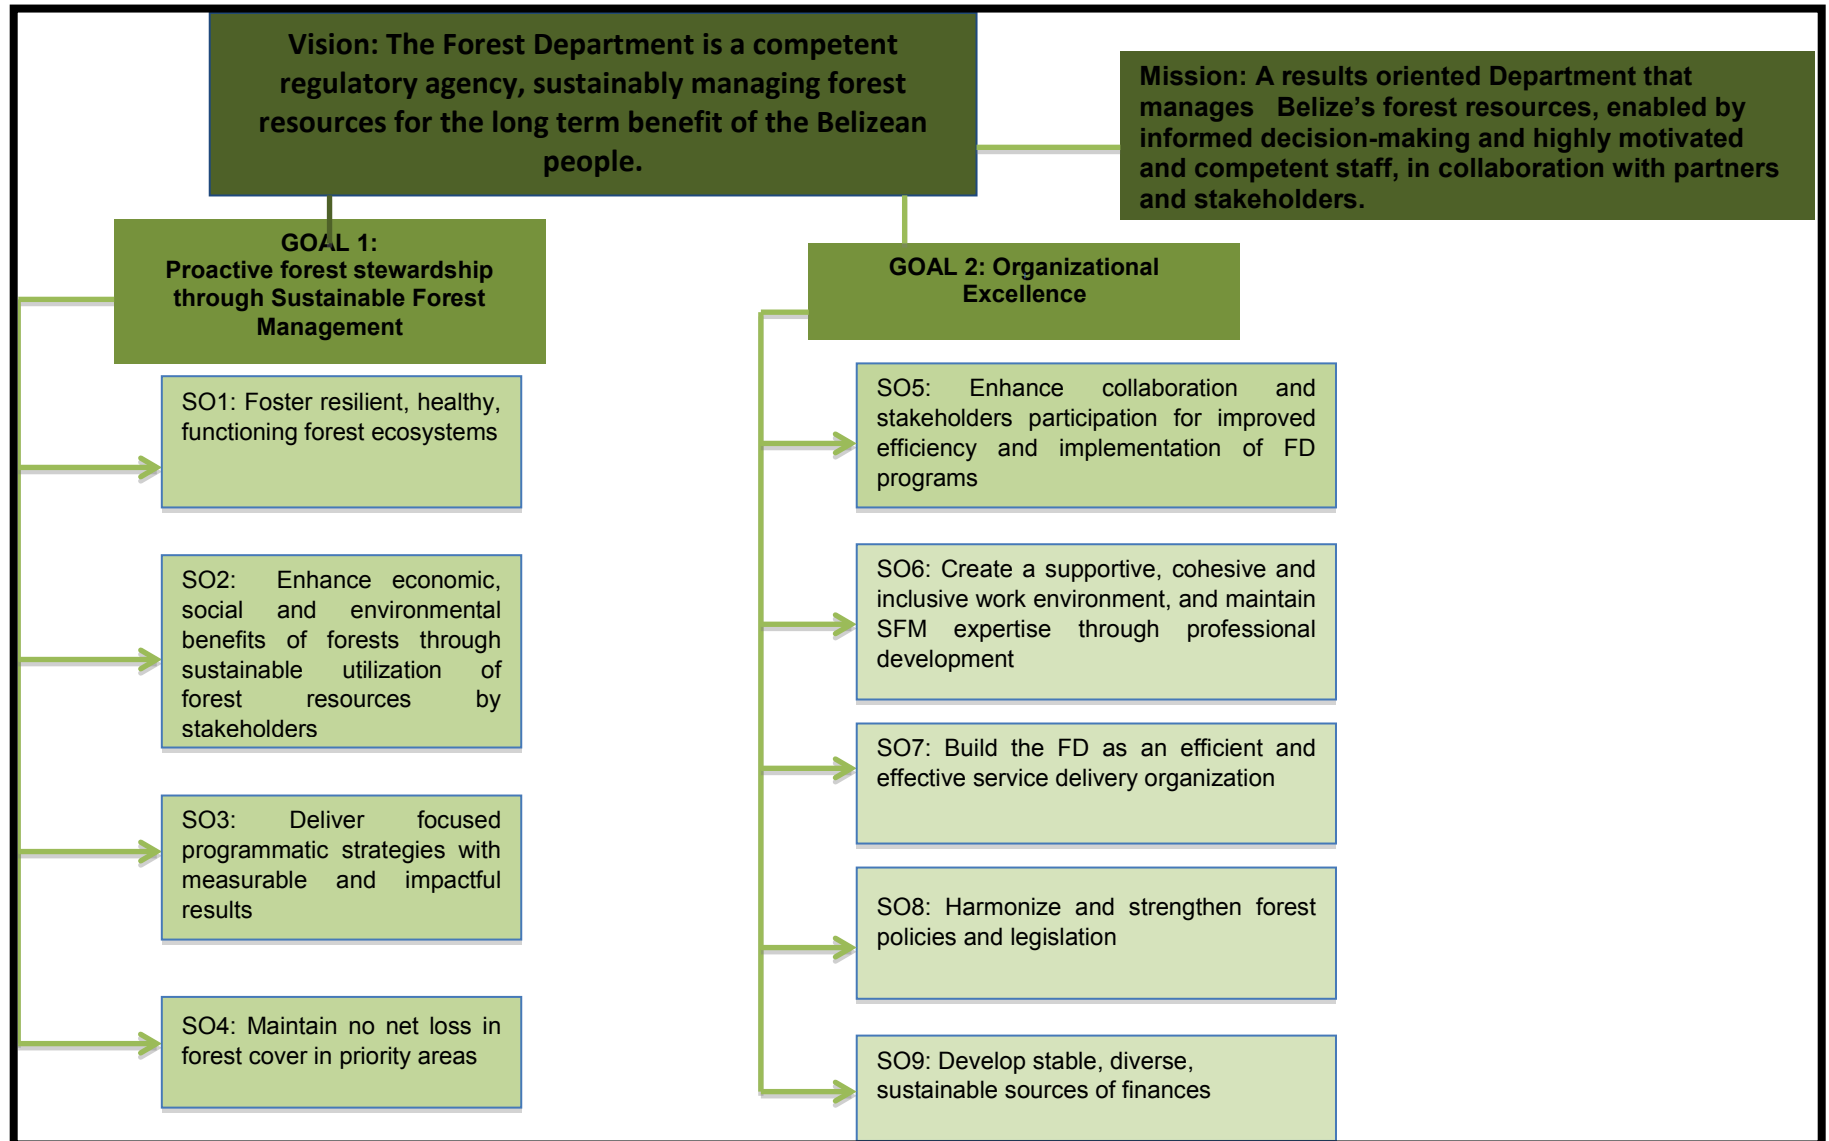 Vision: The Forest Department is a competent
regulatory agency, sustainably managing forest
resources for the long term benefit of the Belizean
people.
Mission: A results oriented Department that
manages Belize’s forest resources, enabled by
informed decision-making and highly motivated
and competent staff, in collaboration with partners
and stakeholders.
GOAL 1:
Proactive forest stewardship
through Sustainable Forest
Management
SO1: Foster resilient, healthy,
functioning forest ecosystems
SO2: Enhance economic,
social and environmental
benefits of forests through
sustainable utilization of
forest resources by
stakeholders
SO3: Deliver focused
programmatic strategies with
measurable and impactful
results
SO4: Maintain no net loss in
forest cover in priority areas
GOAL 2: Organizational
Excellence
SO5: Enhance collaboration and
stakeholders participation for improved
efficiency and implementation of FD
programs
SO6: Create a supportive, cohesive and
inclusive work environment, and maintain
SFM expertise through professional
development
SO7: Build the FD as an efficient and
effective service delivery organization
SO8: Harmonize and strengthen forest
policies and legislation
SO9: Develop stable, diverse,
sustainable sources of finances